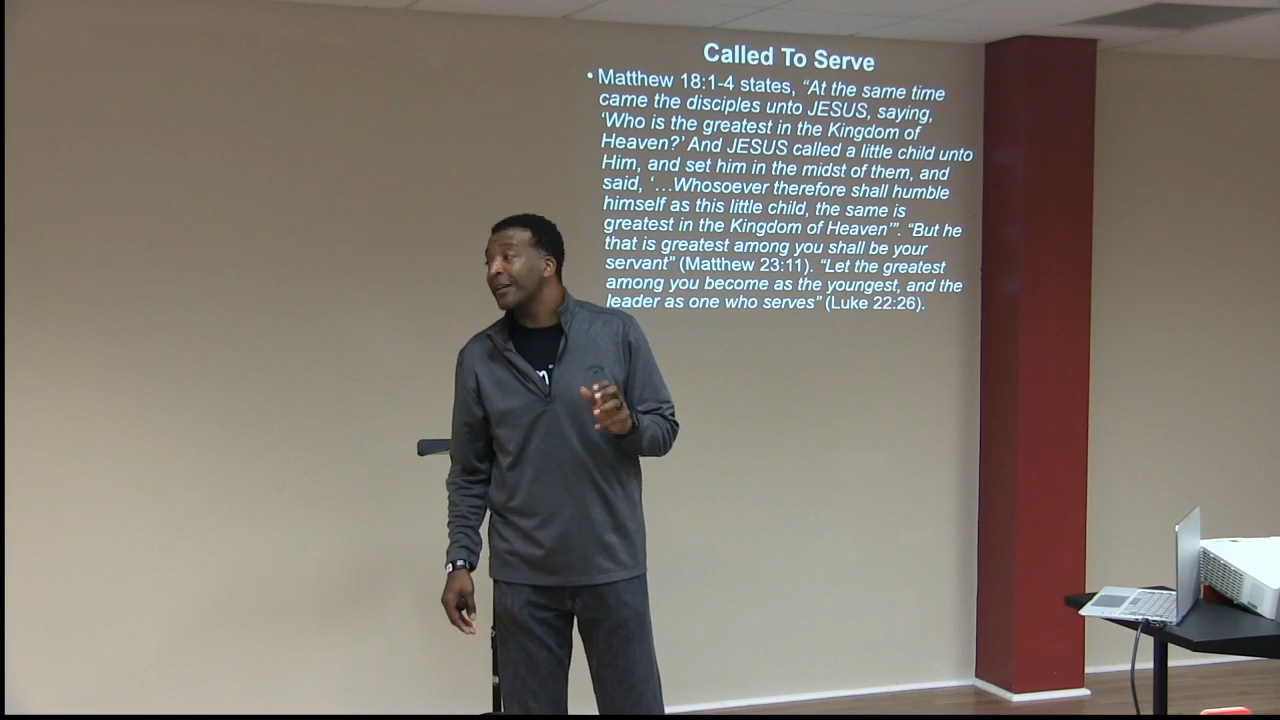 Called To Serve
• Matthew 18:1-4 states, “At the same time
came the disciples unto JESUS, saying,
‘Who is the greatest in the Kingdom of
Heaven?’ And JESUS called a little child unto
Him, and set him in the midst of them, and
said, ‘…Whosoever therefore shall humble
himself as this little child, the same is
greatest in the Kingdom of Heaven’”. “But he
that is greatest among you shall be your
servant” (Matthew 23:11). “Let the greatest
among you become as the youngest, and the
leader as one who serves” (Luke 22:26).